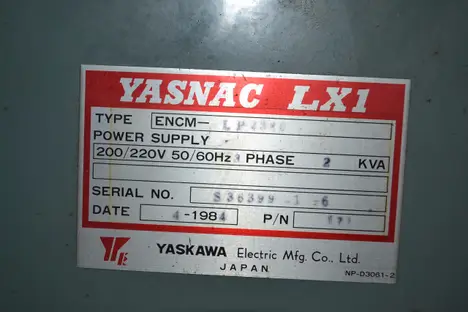 YASNAC LX1
TYPE ENCM-
POWER SUPPLY
200/220V 50/60Hz PHASE 2 KVA
SERIAL NO.
DATE 4-1984 P/N
YASKAWA Electric Mfg. Co., Ltd.
JAPAN
NP-D3061-2